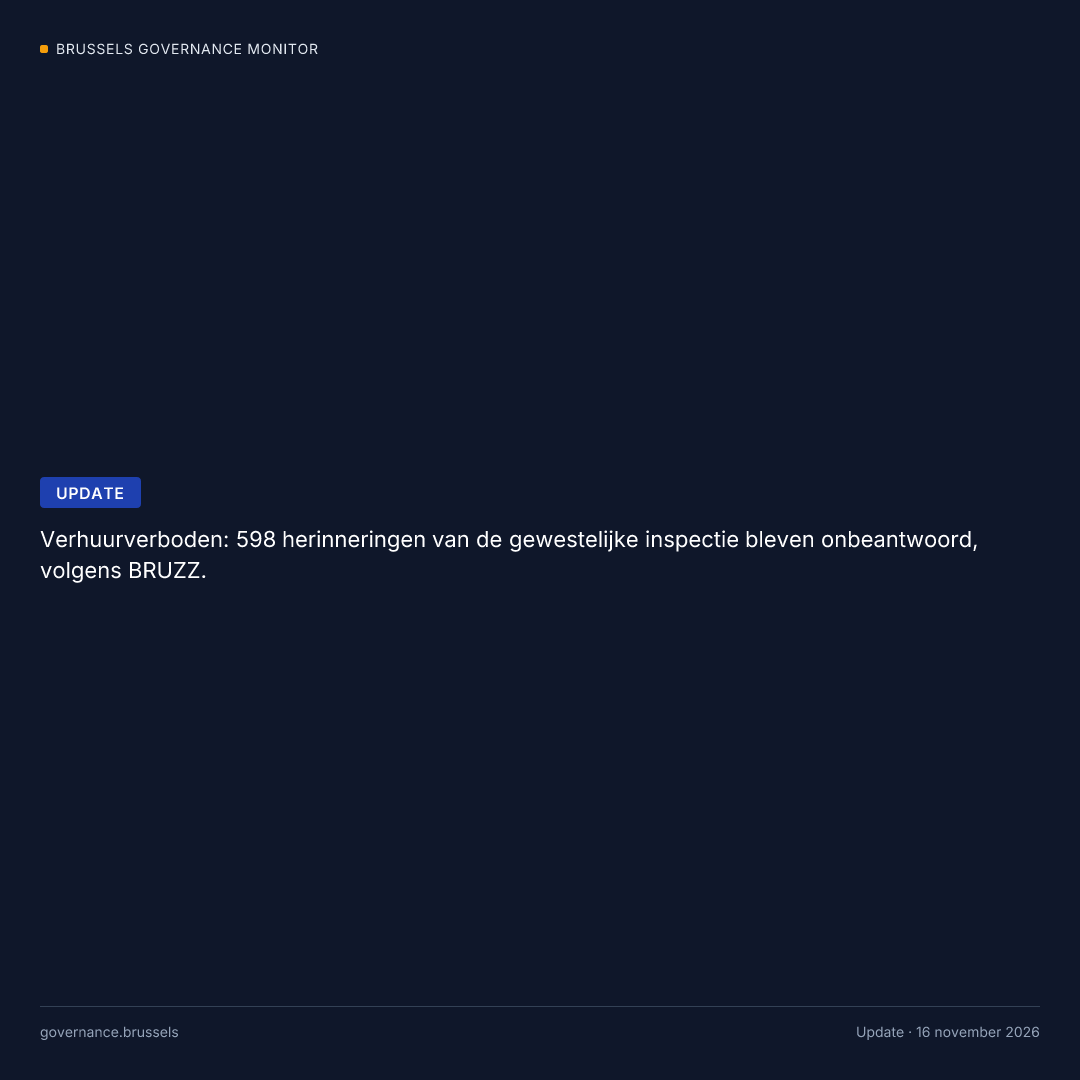 BRUSSELS GOVERNANCE MONITOR
UPDATE
Verhuurverboden: 598 herinneringen van de gewestelijke inspectie bleven onbeantwoord,
volgens BRUZZ.
governance.brussels
Update · 16 november 2026